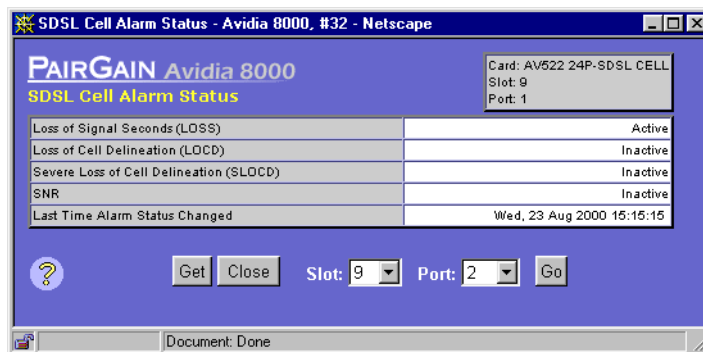 SDSL Cell Alarm Status - Avidia 8000, #32 - Netscape
PAIRGAIN Avidia 8000
SDSL Cell Alarm Status
Card: AV522 24P-SDSL CELL
Slot: 9
Port: 1
Loss of Signal Seconds (LOSS) Active
Loss of Cell Delineation (LOCD) Inactive
Severe Loss of Cell Delineation (SLOCD) Inactive
SNR Inactive
Last Time Alarm Status Changed Wed, 23 Aug 2000 15:15:15
? Get Close Slot: 9 Port: 2 Go
Document: Done